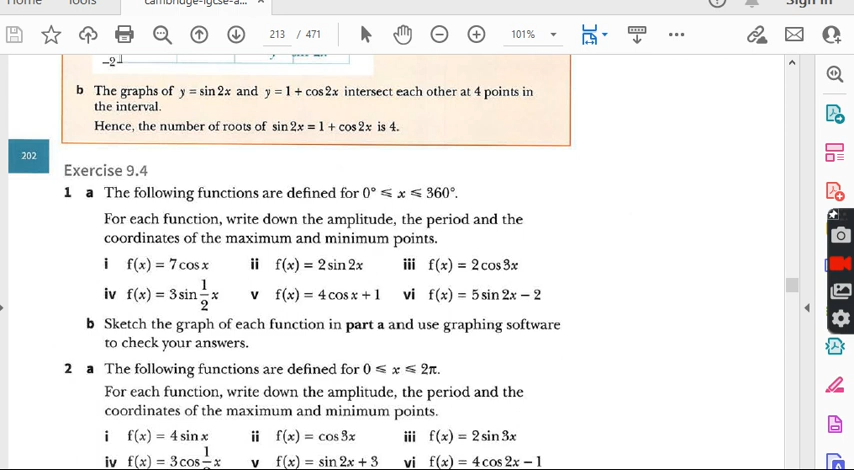 Home Tools cambridge-igcse-a... × Sign in
213 / 471 101%
-2
b The graphs of y = sin 2x and y = 1 + cos 2x intersect each other at 4 points in
the interval.
Hence, the number of roots of sin 2x = 1 + cos 2x is 4.
202
Exercise 9.4
1 a The following functions are defined for 0° ⩽ x ⩽ 360°.
For each function, write down the amplitude, the period and the
coordinates of the maximum and minimum points.
i f(x) = 7 cos x ii f(x) = 2 sin 2x iii f(x) = 2 cos 3x
iv f(x) = 3 sin 1/2 x v f(x) = 4 cos x + 1 vi f(x) = 5 sin 2x − 2
b Sketch the graph of each function in part a and use graphing software
to check your answers.
2 a The following functions are defined for 0 ⩽ x ⩽ 2π.
For each function, write down the amplitude, the period and the
coordinates of the maximum and minimum points.
i f(x) = 4 sin x ii f(x) = cos 3x iii f(x) = 2 sin 3x
iv f(x) = 3 cos 1/2 x v f(x) = sin 2x + 3 vi f(x) = 4 cos 2x − 1